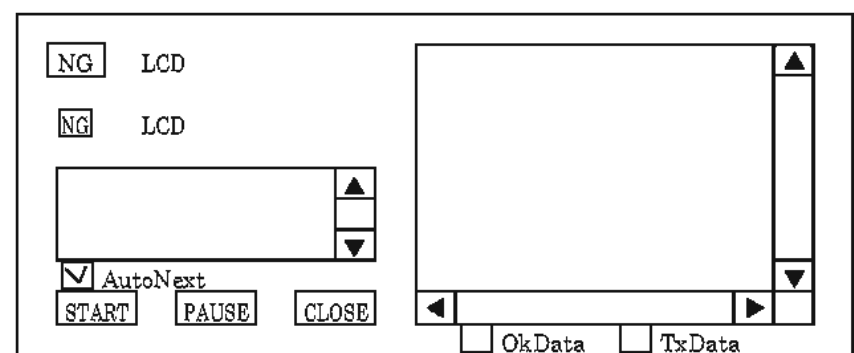 NG LCD
NG LCD
AutoNext
START PAUSE CLOSE
OkData TxData